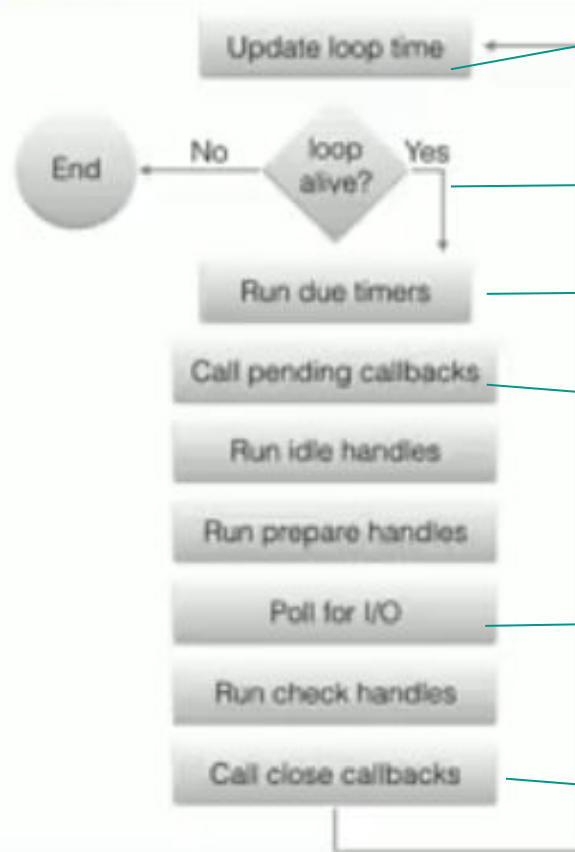 Update loop time
No
loop
Yes
End
alive?
Run due timers
Call pending callbacks
Run idle handles
Run prepare handles
Poll for I/O
Run check handles
Call close callbacks